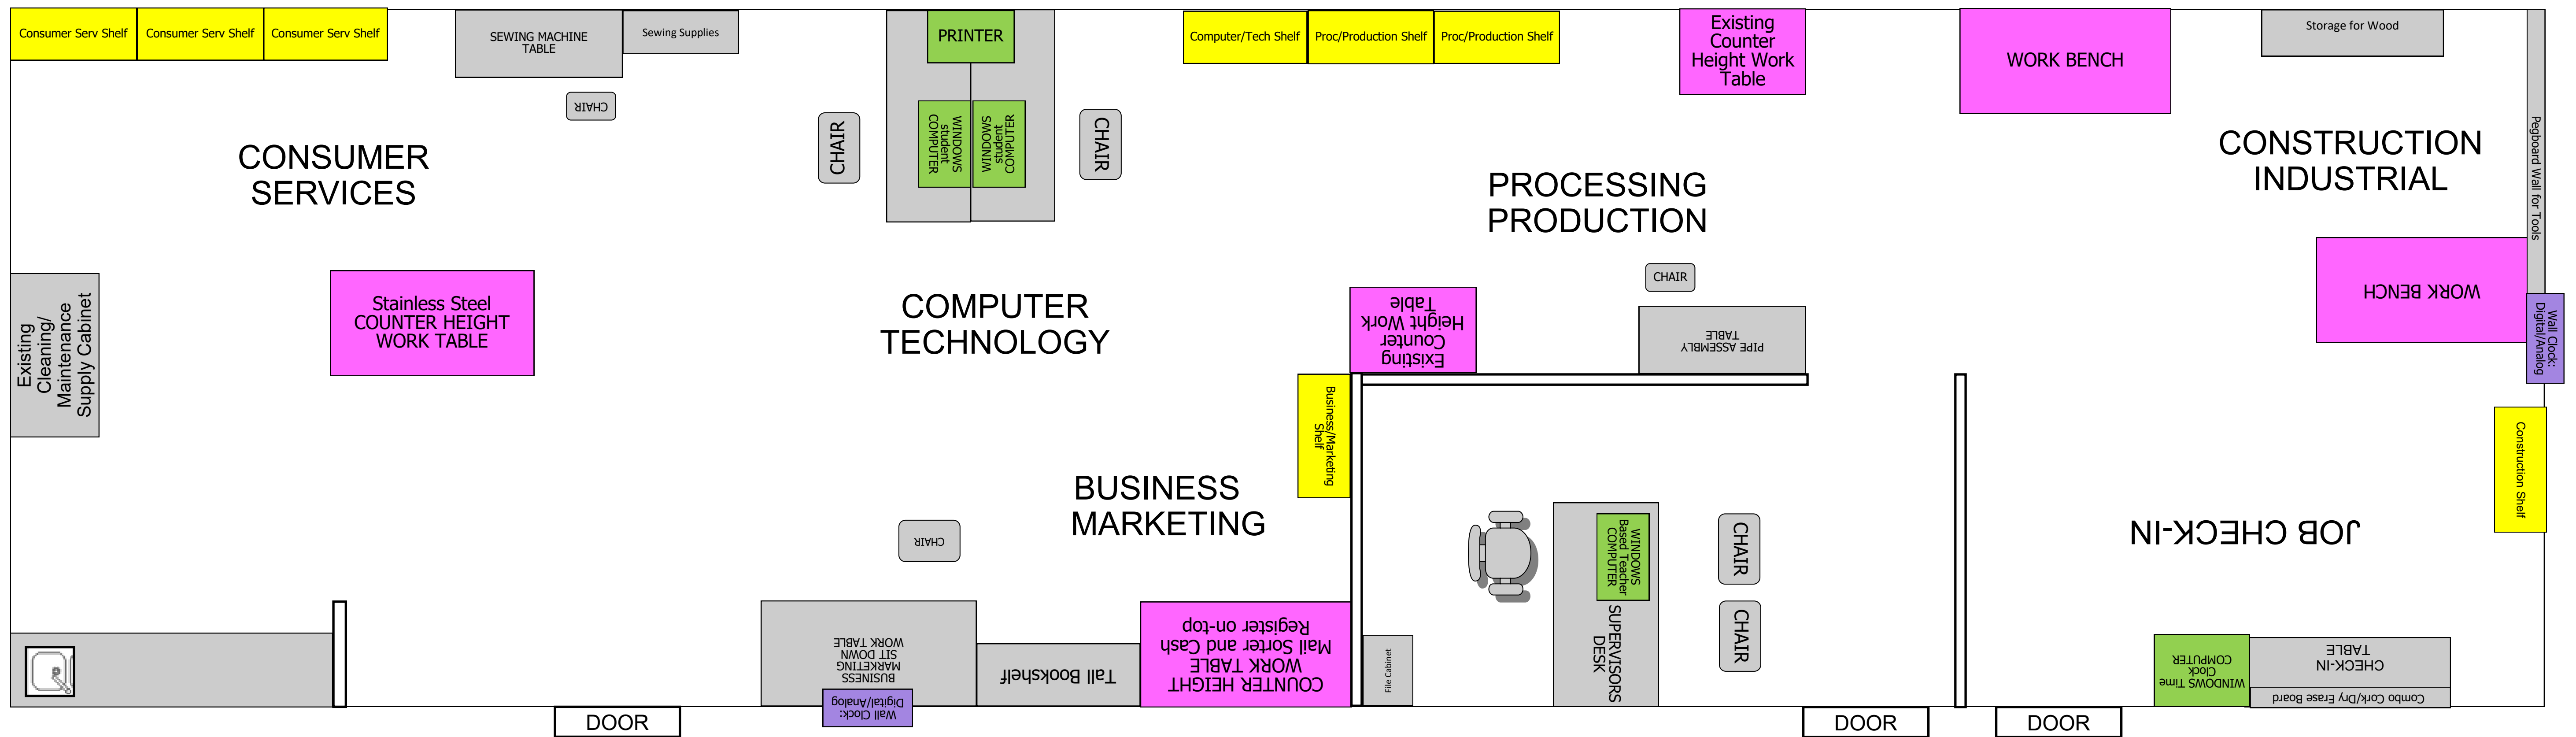 Consumer Serv Shelf
Consumer Serv Shelf
Consumer Serv Shelf
SEWING MACHINE
TABLE
Sewing Supplies
PRINTER
Computer/Tech Shelf
Proc/Production Shelf
Proc/Production Shelf
Existing
Counter
Height Work
Table
WORK BENCH
Storage for Wood
Pegboard Wall for Tools
CHAIR
CHAIR
WINDOWS
student
COMPUTER
WINDOWS
student
COMPUTER
CHAIR
CONSUMER
SERVICES
PROCESSING
PRODUCTION
CONSTRUCTION
INDUSTRIAL
Existing
Cleaning/
Maintenance
Supply Cabinet
Stainless Steel
COUNTER HEIGHT
WORK TABLE
COMPUTER
TECHNOLOGY
Existing
Counter
Height Work
Table
CHAIR
PIPE ASSEMBLY
TABLE
WORK BENCH
Wall Clock:
Digital/Analog
Business/Marketing
Shelf
Construction Shelf
BUSINESS
MARKETING
CHAIR
WINDOWS
Based Teacher
COMPUTER
SUPERVISORS
DESK
CHAIR
CHAIR
JOB CHECK-IN
BUSINESS
MARKETING
SIT DOWN
WORK TABLE
Wall Clock:
Digital/Analog
Tall Bookshelf
COUNTER HEIGHT
WORK TABLE
Mail Sorter and Cash
Register on-top
File Cabinet
WINDOWS Time
Clock
COMPUTER
CHECK-IN
TABLE
Combo Cork/Dry Erase Board
DOOR
DOOR
DOOR